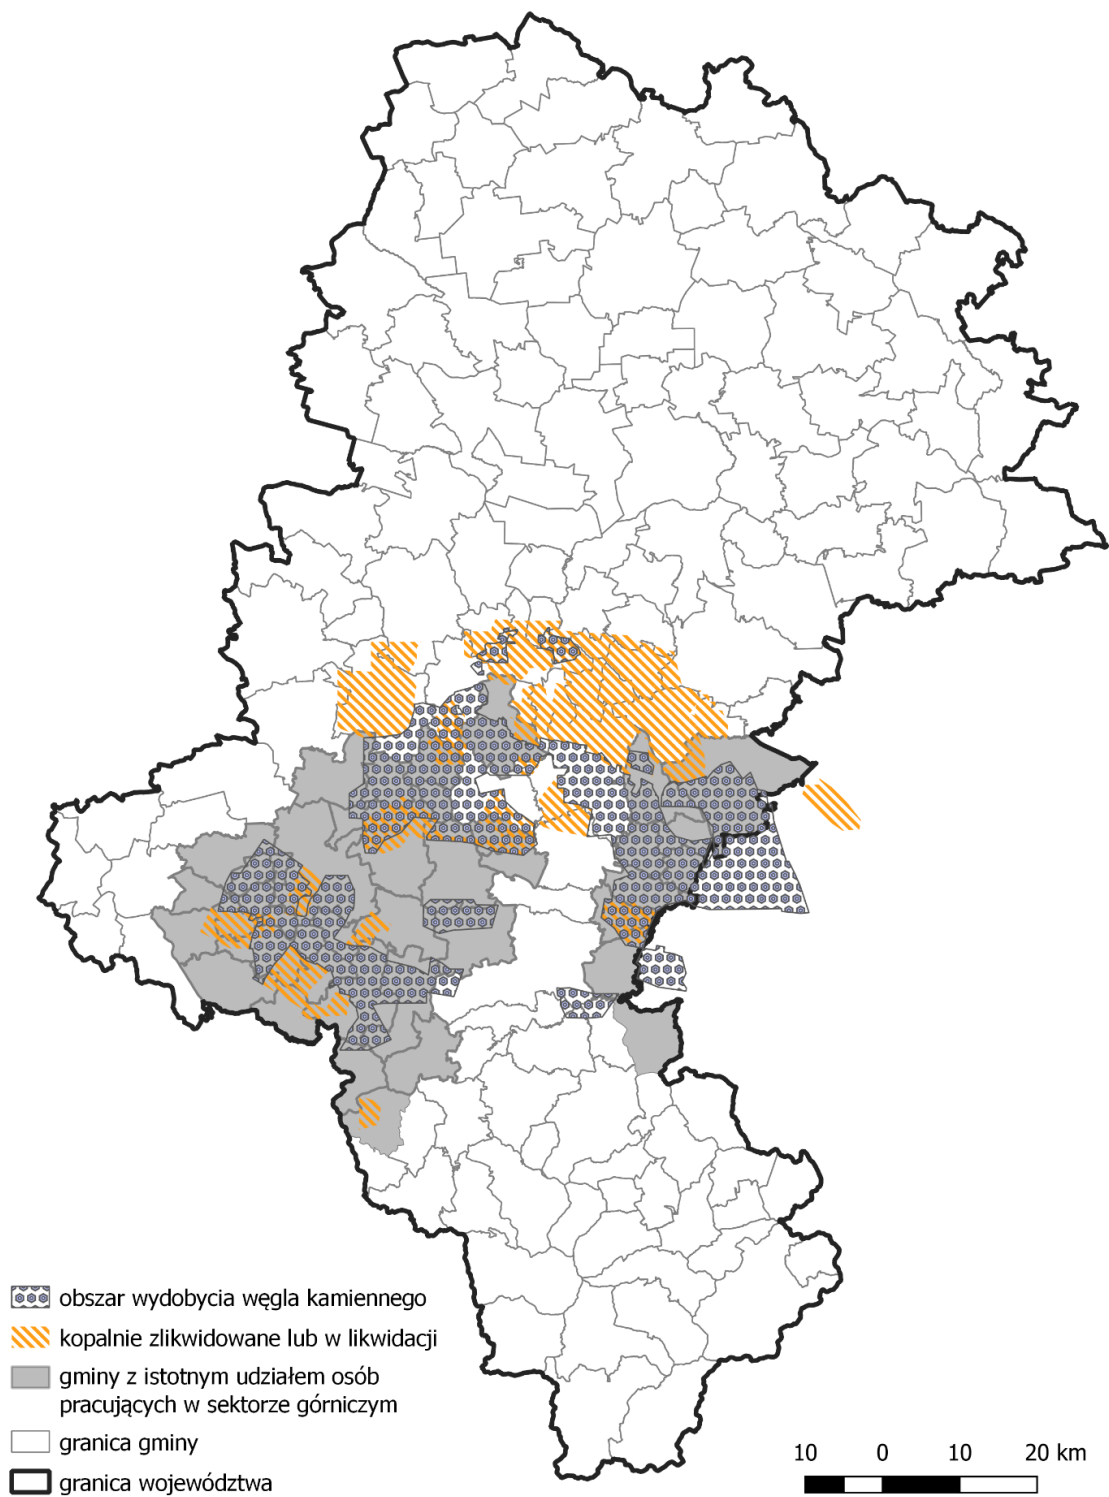 obszar wydobycia węgla kamiennego
kopalnie zlikwidowane lub w likwidacji
gminy z istotnym udziałem osób
pracujących w sektorze górniczym
granica gminy
granica województwa
10 0 10 20 km